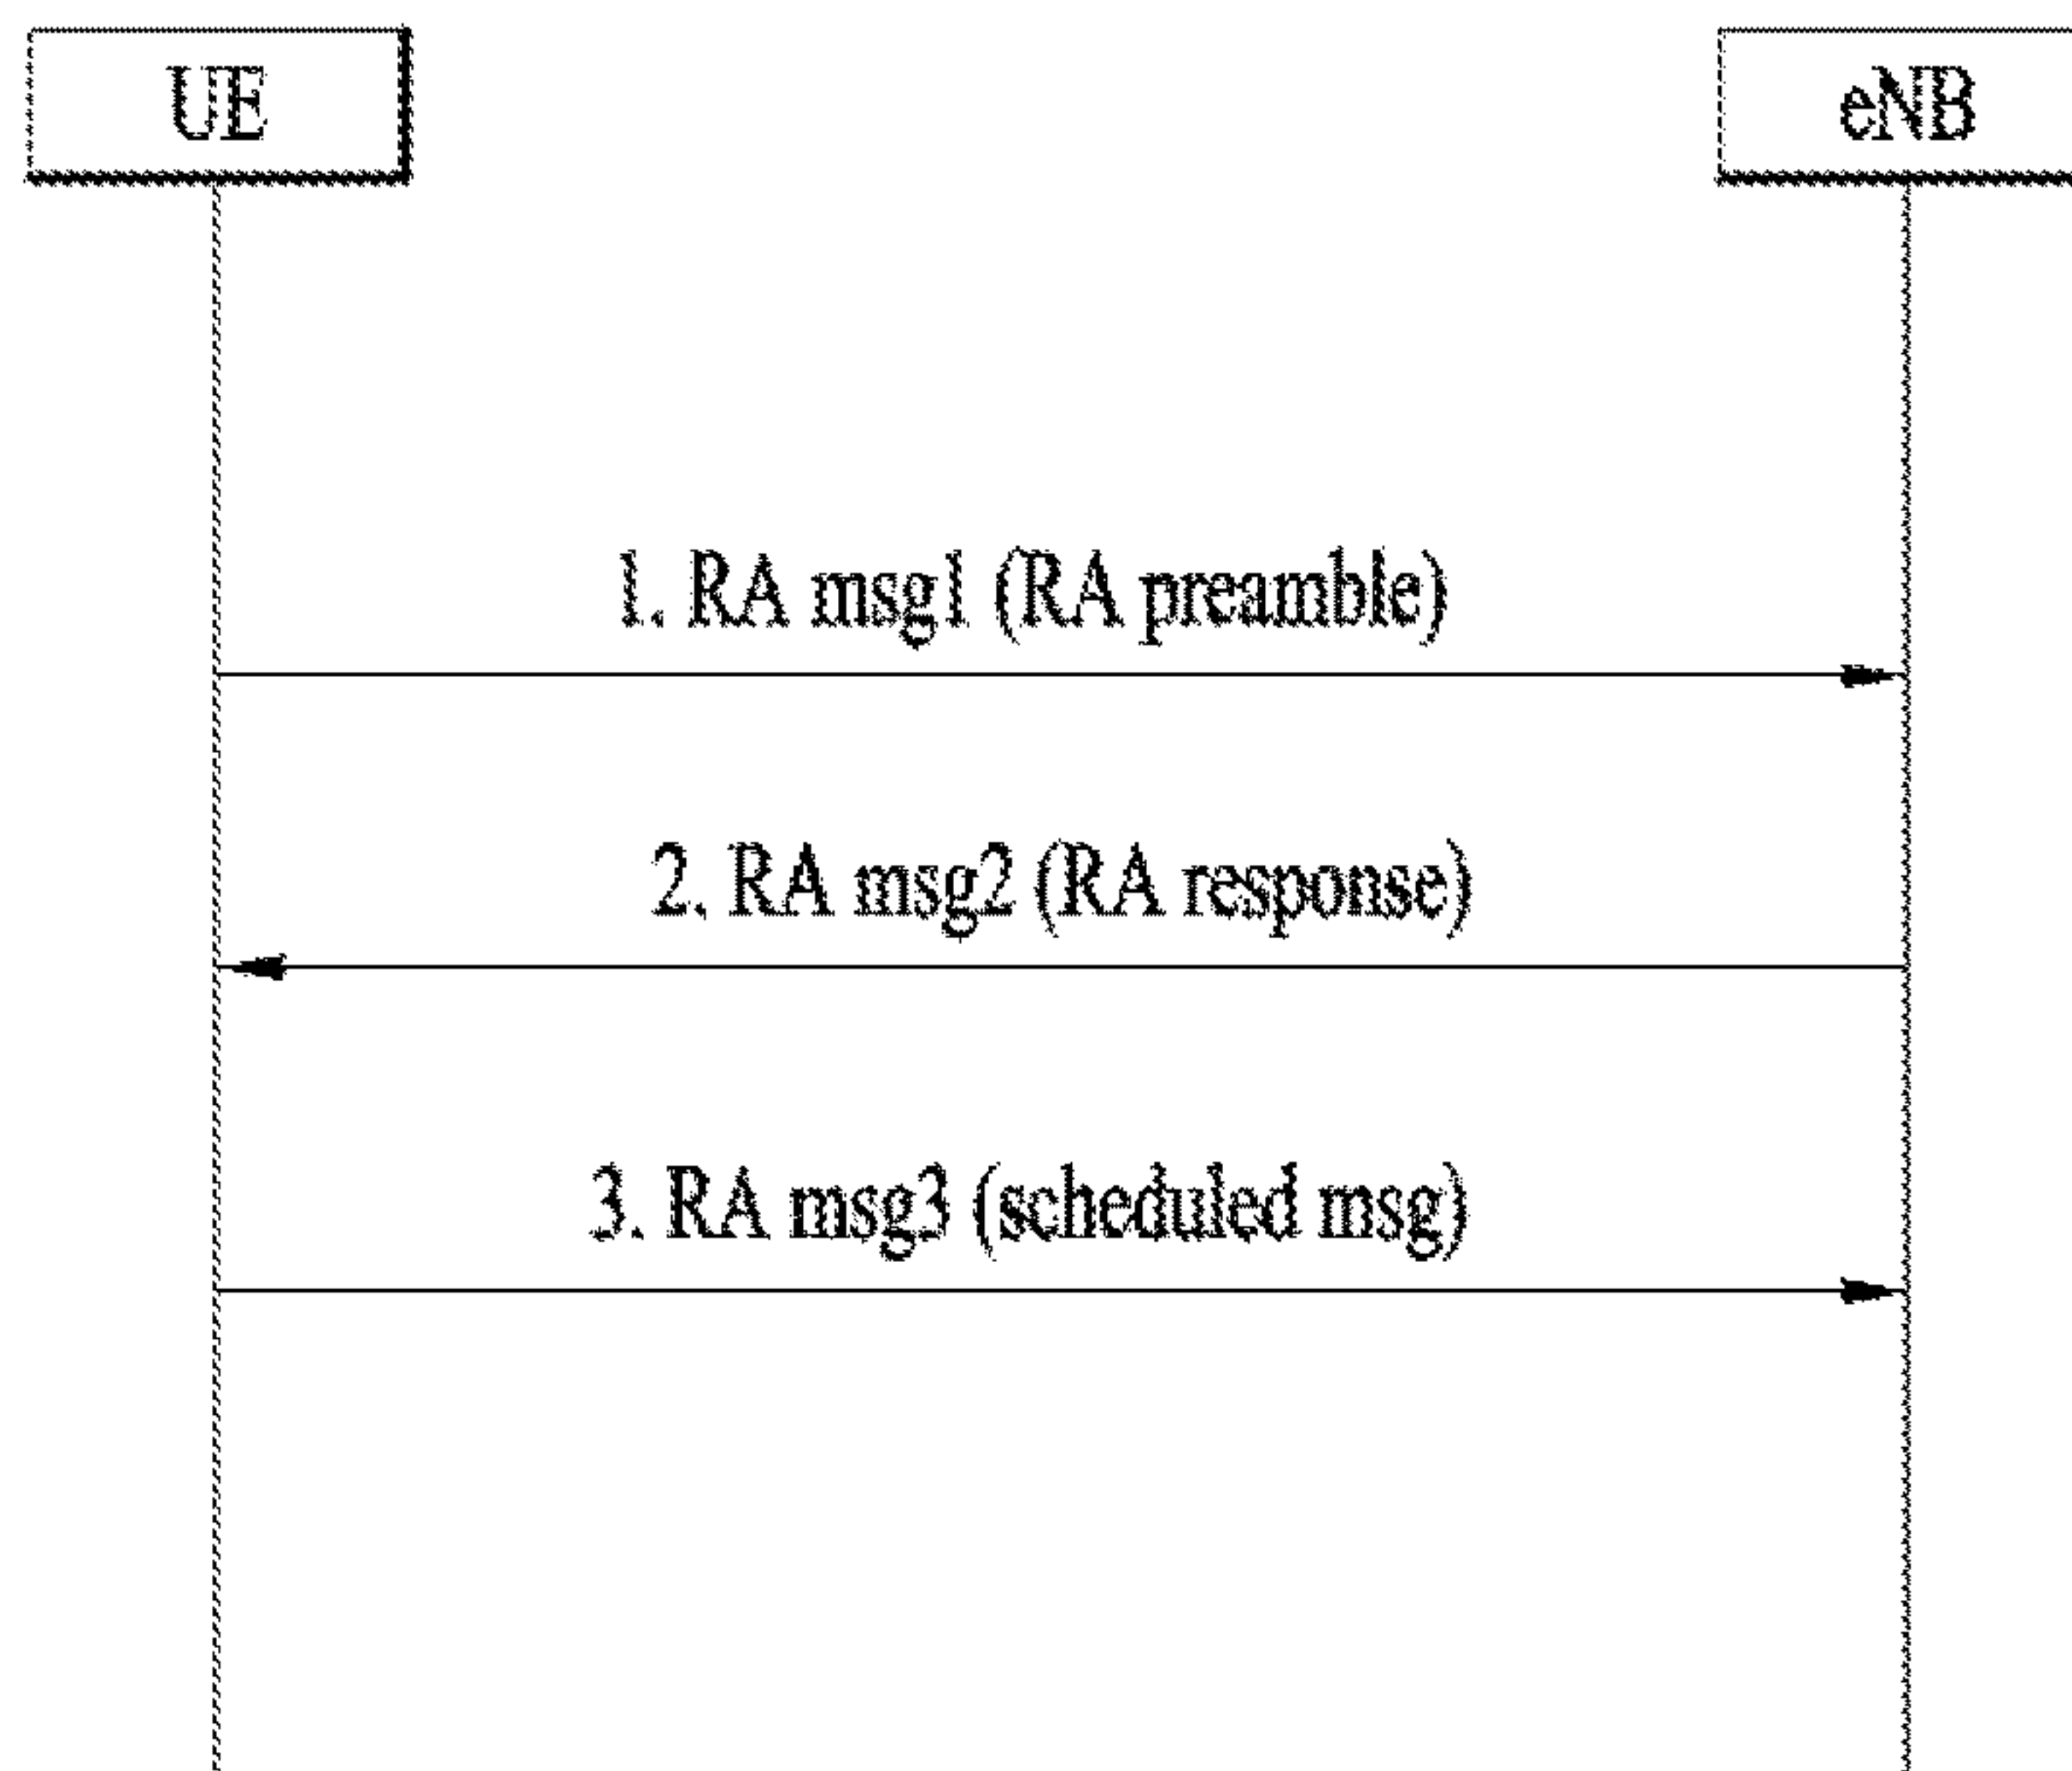 UE
eNB
1. RA msg1 (RA preamble)
2. RA msg2 (RA response)
3. RA msg3 (scheduled msg)